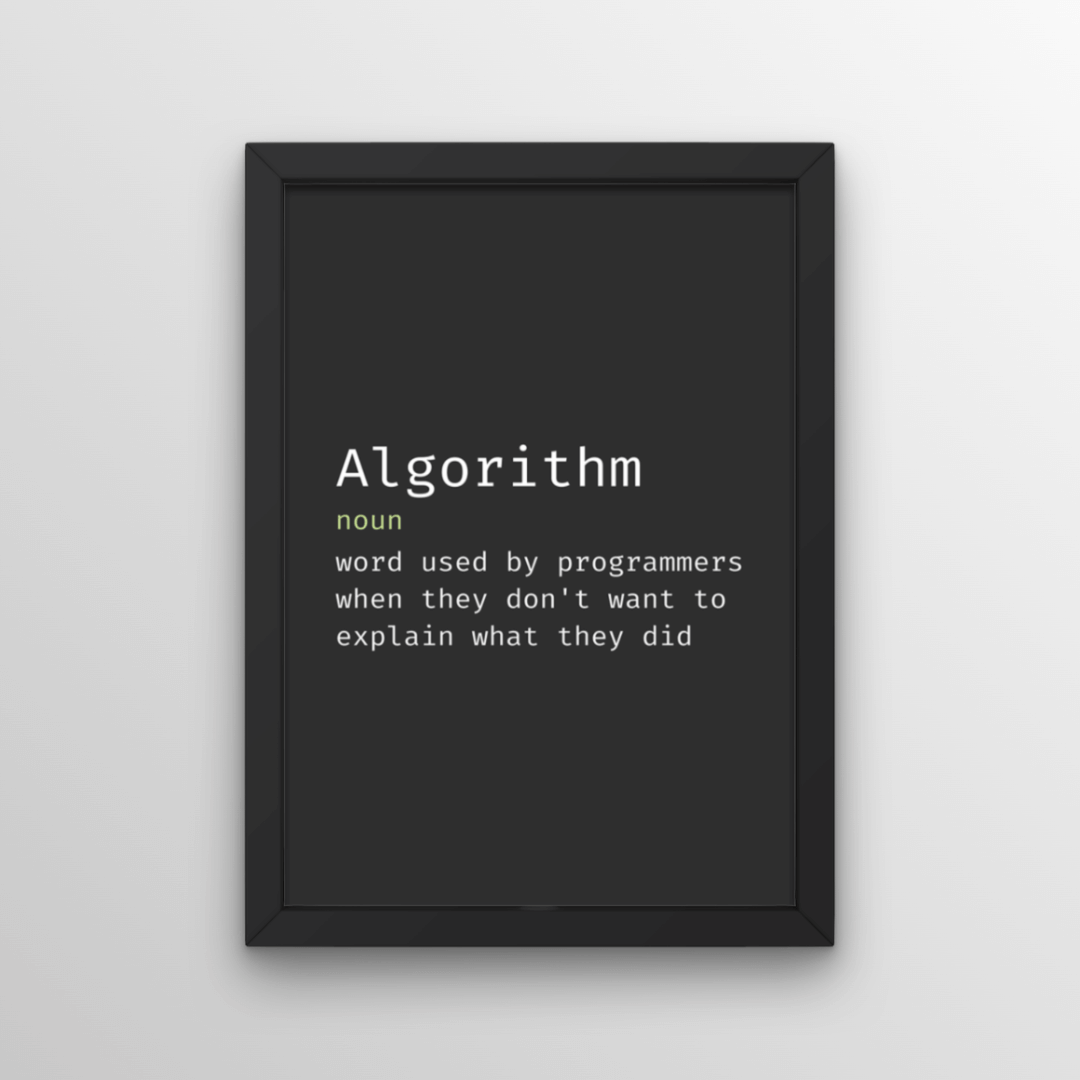 Algorithm
noun
word used by programmers
when they don't want to
explain what they did